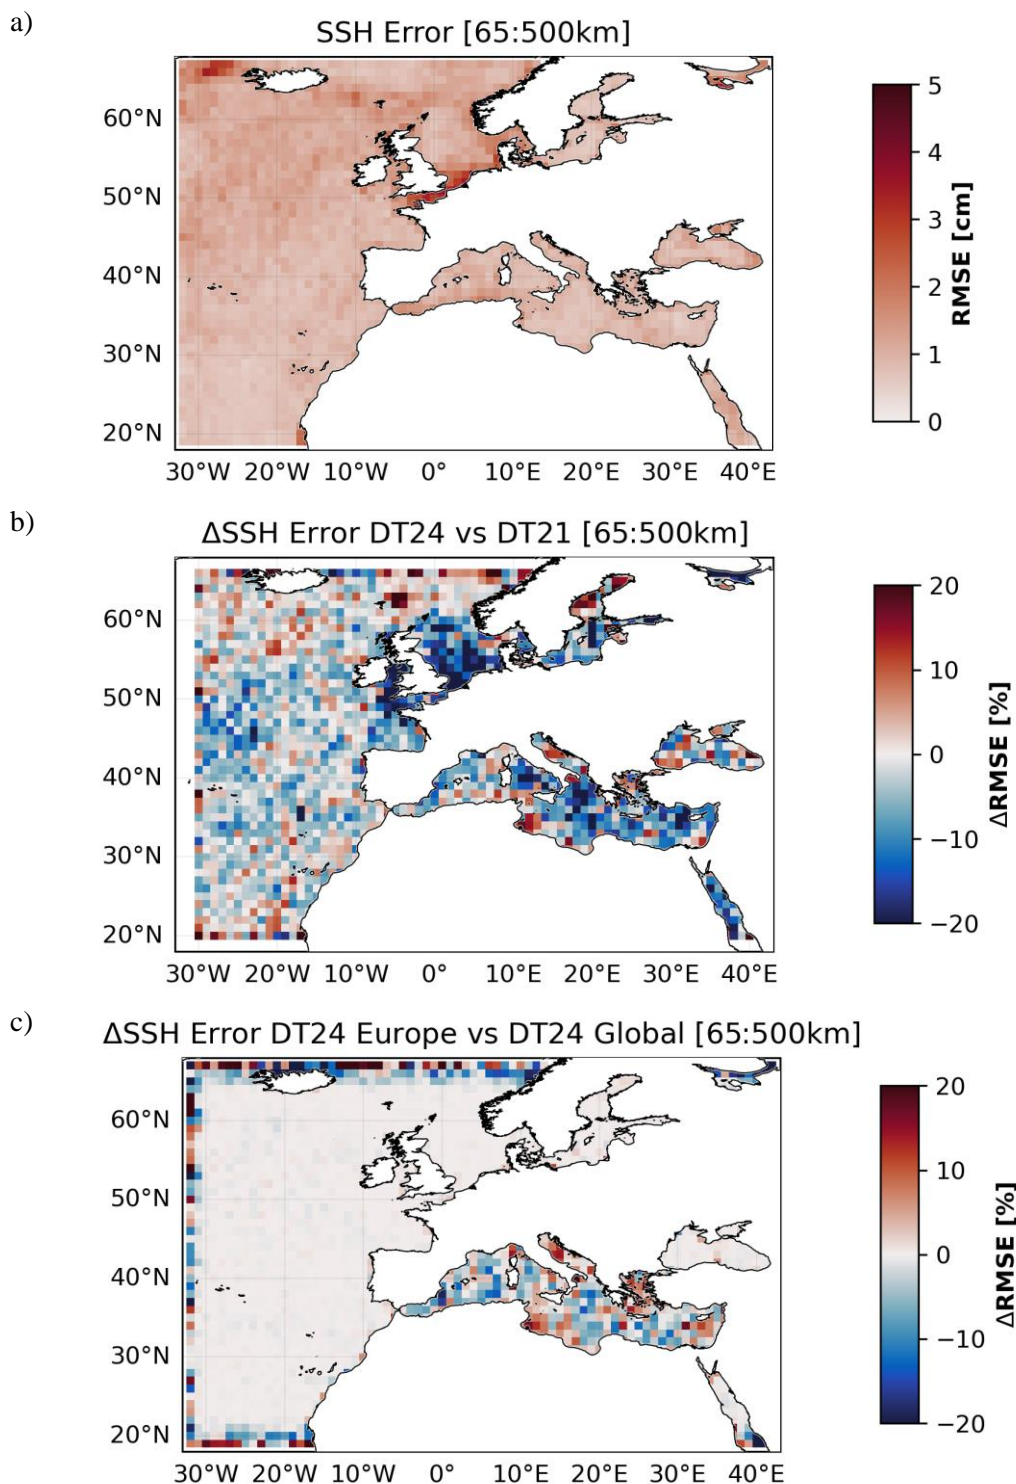 a)
SSH Error [65:500km]
60°N
50°N
40°N
30°N
20°N
30°W 20°W 10°W 0° 10°E 20°E 30°E 40°E
5
4
3
2
1
0
RMSE [cm]
b)
ΔSSH Error DT24 vs DT21 [65:500km]
60°N
50°N
40°N
30°N
20°N
30°W 20°W 10°W 0° 10°E 20°E 30°E 40°E
20
10
0
−10
−20
ΔRMSE [%]
c)
ΔSSH Error DT24 Europe vs DT24 Global [65:500km]
60°N
50°N
40°N
30°N
20°N
30°W 20°W 10°W 0° 10°E 20°E 30°E 40°E
20
10
0
−10
−20
ΔRMSE [%]